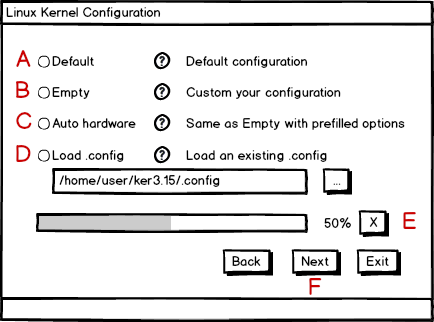 Linux Kernel Configuration
A Default ? Default configuration
B Empty ? Custom your configuration
C Auto hardware ? Same as Empty with prefilled options
D Load .config ? Load an existing .config
/home/user/ker3.15/.config ...
50% X E
Back Next Exit
F